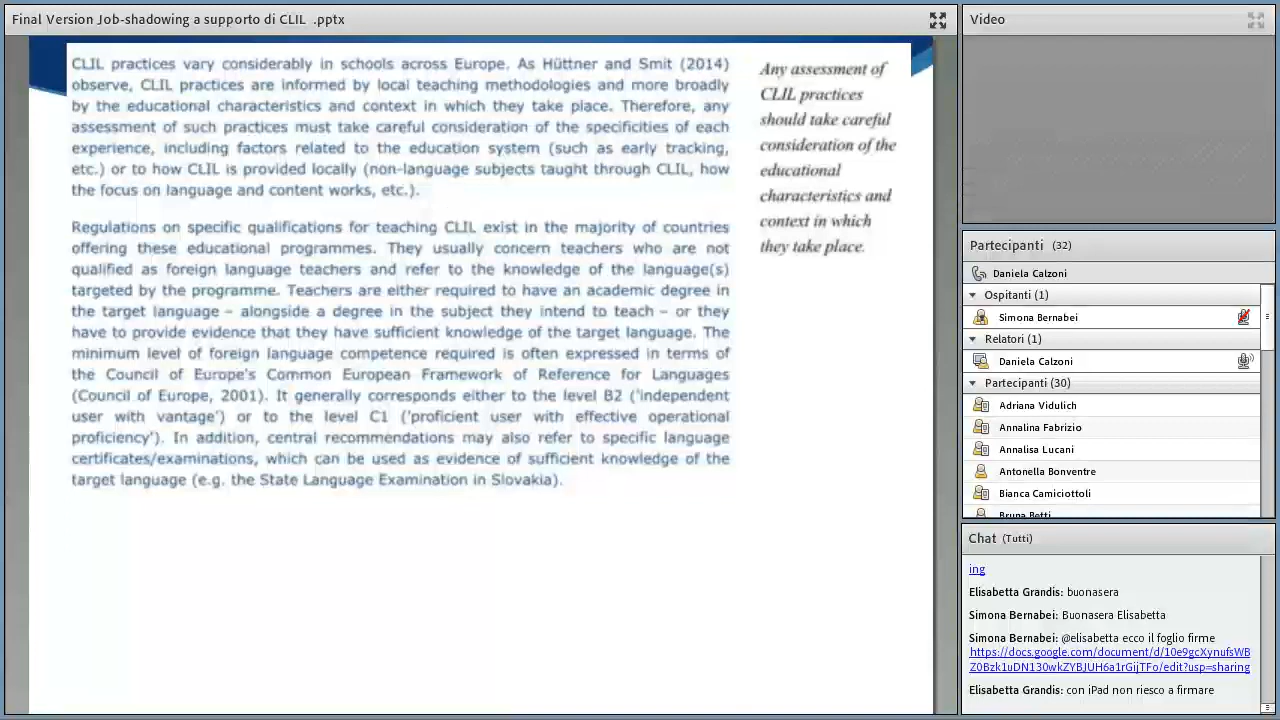 Final Version Job-shadowing a supporto di CLIL .pptx
CLIL practices vary considerably in schools across Europe. As Hüttner and Smit (2014)
observe, CLIL practices are informed by local teaching methodologies and more broadly
by the educational characteristics and context in which they take place. Therefore, any
assessment of such practices must take careful consideration of the specificities of each
experience, including factors related to the education system (such as early tracking,
etc.) or to how CLIL is provided locally (non-language subjects taught through CLIL, how
the focus on language and content works, etc.).
Regulations on specific qualifications for teaching CLIL exist in the majority of countries
offering these educational programmes. They usually concern teachers who are not
qualified as foreign language teachers and refer to the knowledge of the language(s)
targeted by the programme. Teachers are either required to have an academic degree in
the target language – alongside a degree in the subject they intend to teach – or they
have to provide evidence that they have sufficient knowledge of the target language. The
minimum level of foreign language competence required is often expressed in terms of
the Council of Europe's Common European Framework of Reference for Languages
(Council of Europe, 2001). It generally corresponds either to the level B2 ('independent
user with vantage') or to the level C1 ('proficient user with effective operational
proficiency'). In addition, central recommendations may also refer to specific language
certificates/examinations, which can be used as evidence of sufficient knowledge of the
target language (e.g. the State Language Examination in Slovakia).
Any assessment of
CLIL practices
should take careful
consideration of the
educational
characteristics and
context in which
they take place.
Video
Partecipanti (32)
Daniela Calzoni
Ospitanti (1)
Simona Bernabei
Relatori (1)
Daniela Calzoni
Partecipanti (30)
Adriana Vidulich
Annalina Fabrizio
Annalisa Lucani
Antonella Bonventre
Bianca Camiciottoli
Bruna Betti
Chat (Tutti)
ing
Elisabetta Grandis: buonasera
Simona Bernabei: Buonasera Elisabetta
Simona Bernabei: @elisabetta ecco il foglio firme
https://docs.google.com/document/d/10e9gcXynufsWB
Z0Bzk1uDN130wkZYBJUH6a1rGijTFo/edit?usp=sharing
Elisabetta Grandis: con iPad non riesco a firmare